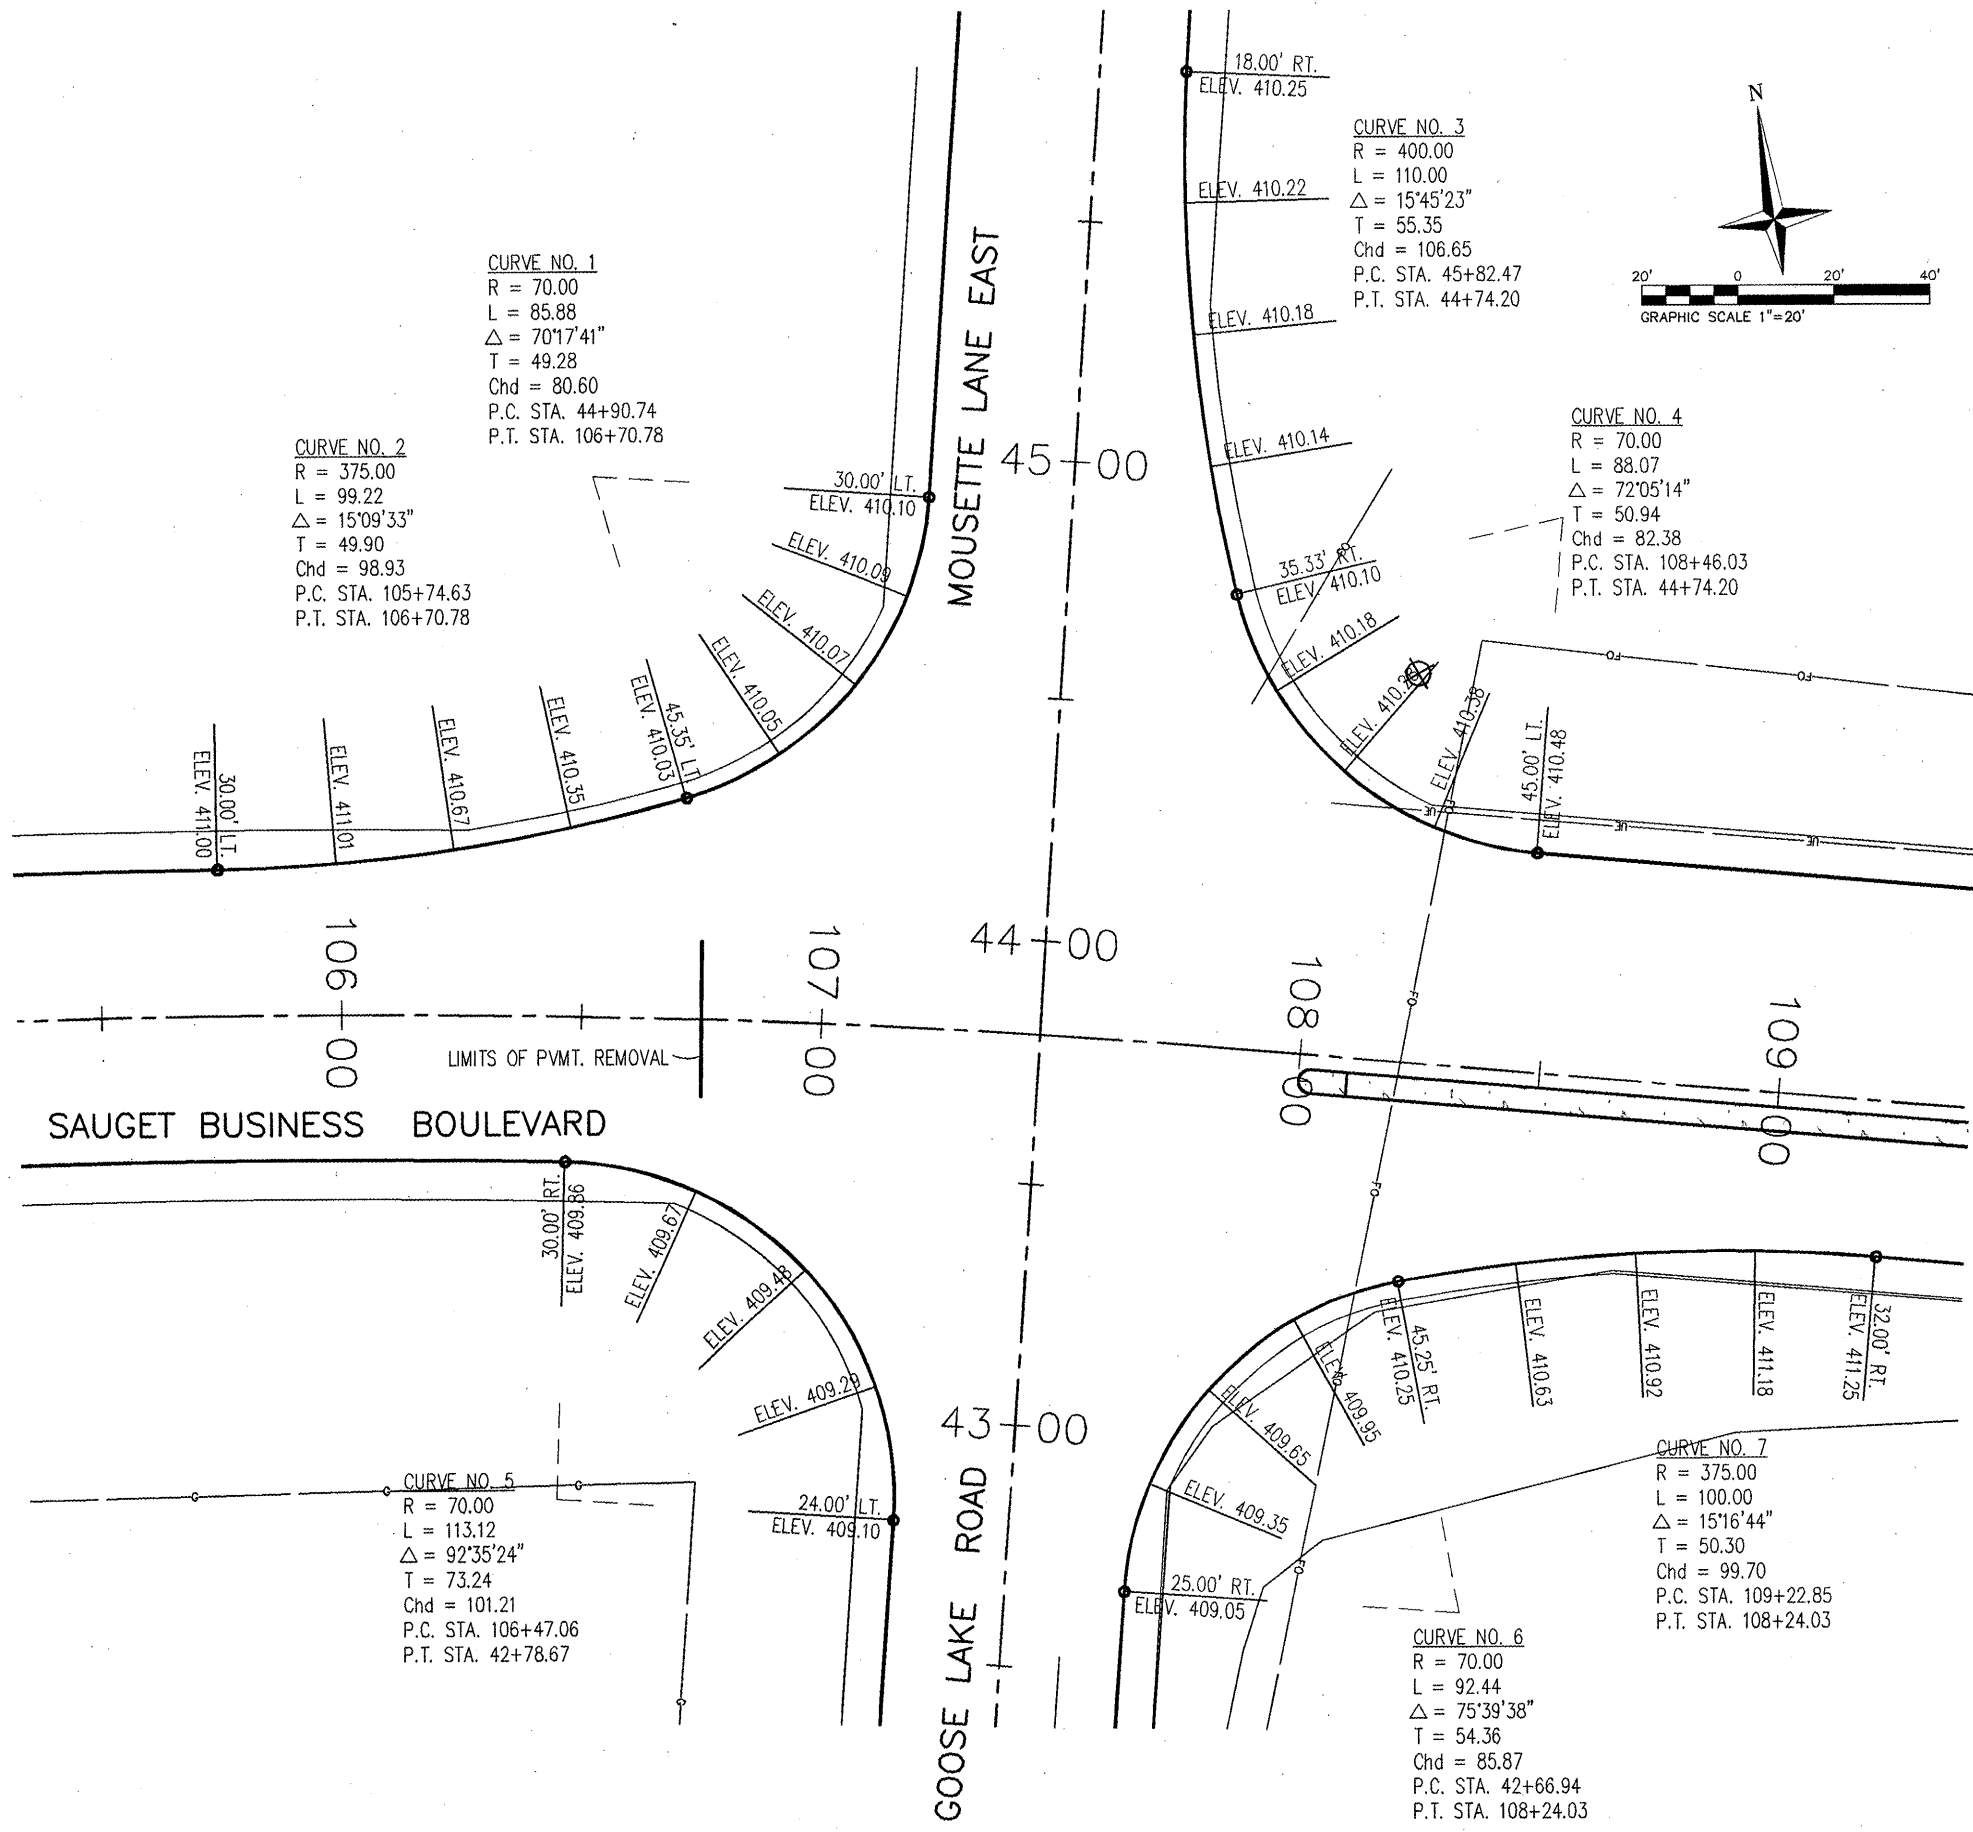 18.00' RT.
ELEV. 410.25
N
CURVE NO. 3
R = 400.00
L = 110.00
△ = 15°45'23"
T = 55.35
Chd = 106.65
P.C. STA. 45+82.47
P.T. STA. 44+74.20
ELEV. 410.22
20' 0 20' 40'
GRAPHIC SCALE 1"=20'
ELEV. 410.18
CURVE NO. 1
R = 70.00
L = 85.88
△ = 70°17'41"
T = 49.28
Chd = 80.60
P.C. STA. 44+90.74
P.T. STA. 106+70.78
MOUSETTE LANE EAST
CURVE NO. 2
R = 375.00
L = 99.22
△ = 15°09'33"
T = 49.90
Chd = 98.93
P.C. STA. 105+74.63
P.T. STA. 106+70.78
CURVE NO. 4
R = 70.00
L = 88.07
△ = 72°05'14"
T = 50.94
Chd = 82.38
P.C. STA. 108+46.03
P.T. STA. 44+74.20
ELEV. 410.14
45+00
30.00' LT.
ELEV. 410.10
ELEV. 410.09
ELEV. 410.07
ELEV. 410.05
45.35' LT.
ELEV. 410.03
ELEV. 410.35
ELEV. 410.67
ELEV. 411.01
30.00' LT.
ELEV. 411.00
35.33' RT.
ELEV. 410.10
ELEV. 410.18
ELEV.
ELEV. 410.38
45.00' LT.
ELEV. 410.48
FO
FO
UE
UE
UE
FO
44+00
106+00
107+00
108+00
109+00
LIMITS OF PVMT. REMOVAL
FO
SAUGET BUSINESS BOULEVARD
FO
30.00' RT.
ELEV. 409.86
ELEV. 409.67
ELEV. 409.48
ELEV. 409.29
24.00' LT.
ELEV. 409.10
43+00
45.25' RT.
ELEV. 410.25
ELEV. 410.63
ELEV. 410.92
ELEV. 411.18
32.00' RT.
ELEV. 411.25
ELEV. 409.95
ELEV. 409.65
ELEV. 409.35
25.00' RT.
ELEV. 409.05
FO
G
G
G
G
CURVE NO. 5
R = 70.00
L = 113.12
△ = 92°35'24"
T = 73.24
Chd = 101.21
P.C. STA. 106+47.06
P.T. STA. 42+78.67
GOOSE LAKE ROAD
CURVE NO. 7
R = 375.00
L = 100.00
△ = 15°16'44"
T = 50.30
Chd = 99.70
P.C. STA. 109+22.85
P.T. STA. 108+24.03
CURVE NO. 6
R = 70.00
L = 92.44
△ = 75°39'38"
T = 54.36
Chd = 85.87
P.C. STA. 42+66.94
P.T. STA. 108+24.03